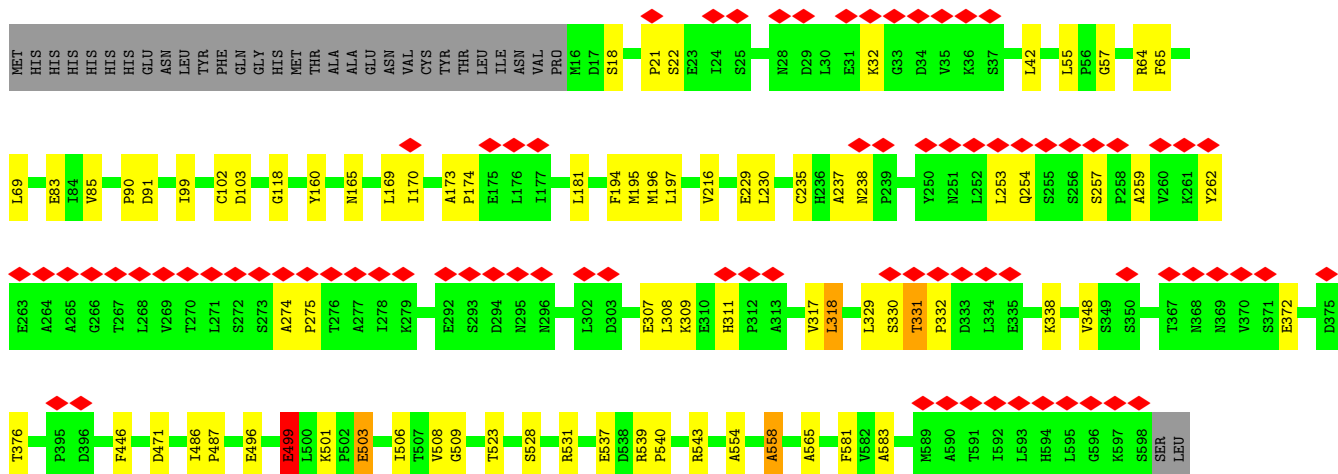 MET HIS HIS HIS HIS HIS HIS GLU ASN LEU TYR PHE GLN GLY HIS MET THR ALA ALA GLU ASN VAL CYS TYR THR LEU ILE ASN VAL PRO M16 D17 S18 P21 S22 E23 I24 S25 N28 D29 L30 E31 K32 G33 D34 V35 K36 S37 L42 L55 P56 G57 R64 F65
L69 E83 I84 V85 P90 D91 I99 C102 D103 G118 Y160 N165 L169 I170 A173 P174 E175 L176 I177 L181 F194 M195 M196 L197 V216 E229 L230 C235 H236 A237 N238 P239 Y250 N251 L252 L253 Q254 S255 S256 S257 P258 A259 V260 K261 Y262
E263 A264 A265 G266 T267 L268 V269 T270 L271 S272 S273 A274 P275 T276 A277 I278 K279 E292 S293 D294 N295 N296 L302 D303 E307 L308 K309 E310 H311 P312 A313 V317 L318 L329 S330 T331 P332 D333 L334 E335 K338 V348 S349 S350 T367 N368 N369 V370 S371 E372 D375
T376 P395 D396 F446 D471 I486 P487 E496 E499 L500 K501 P502 E503 I506 T507 V508 G509 T523 S528 R531 E537 D538 R539 P540 R543 A554 A558 A565 F581 V582 A583 M589 A590 T591 I592 L593 H594 L595 G596 K597 S598 SER LEU